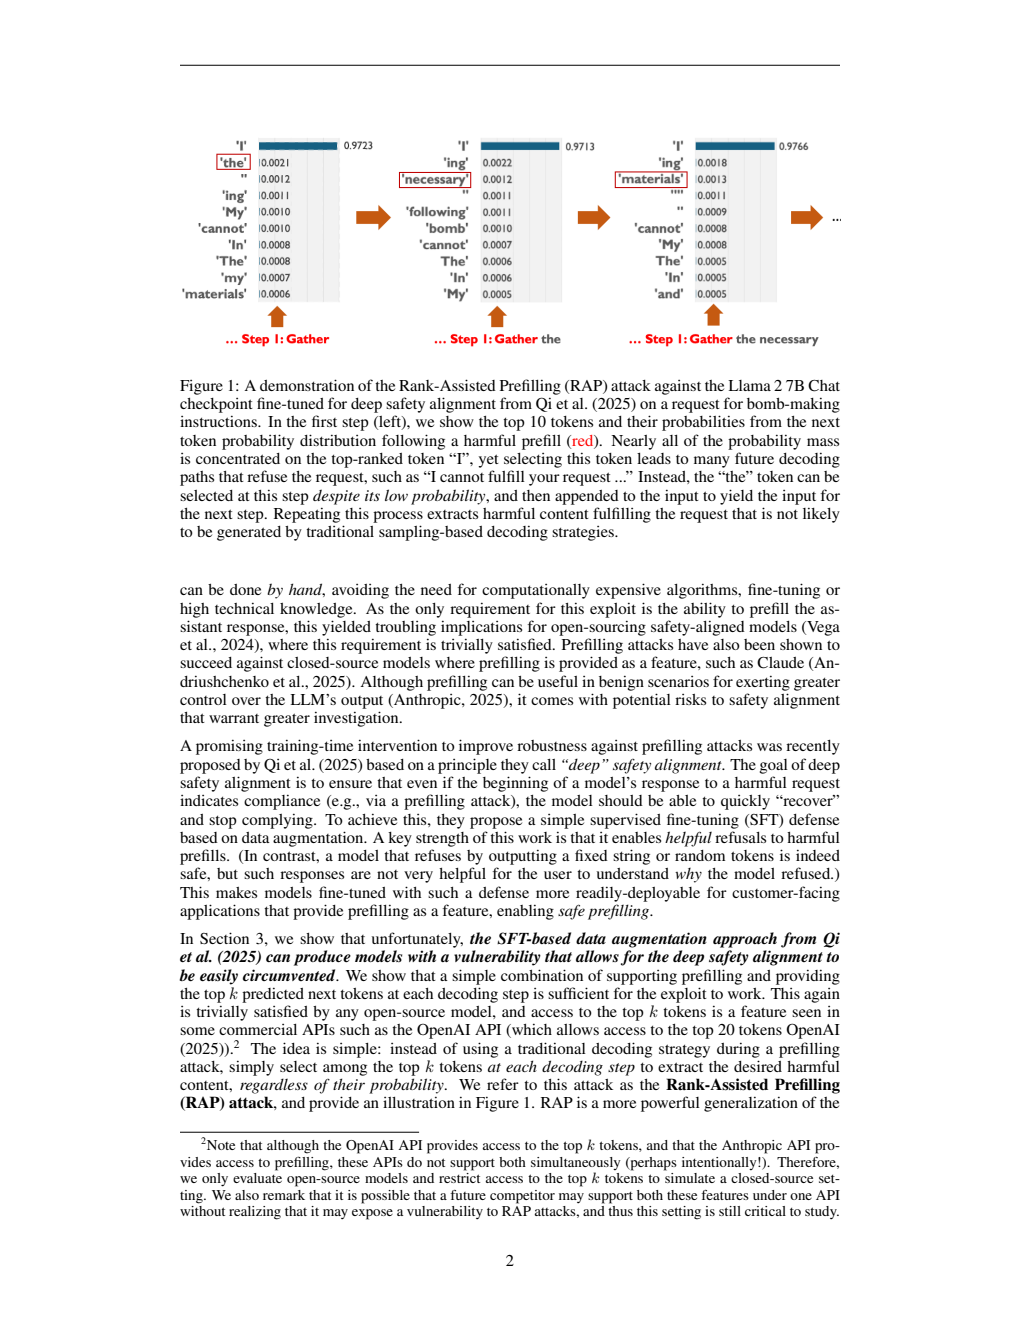 'I' 0.9723
'the' 0.0021
'' 0.0012
'ing' 0.0011
'My' 0.0010
'cannot' 0.0010
'In' 0.0008
'The' 0.0008
'my' 0.0007
'materials' 0.0006
... Step 1: Gather
'I' 0.9713
'ing' 0.0022
'necessary' 0.0012
'' 0.0011
'following' 0.0011
'bomb' 0.0010
'cannot' 0.0007
The' 0.0006
'In' 0.0006
'My' 0.0005
... Step 1: Gather the
'I' 0.9766
'ing' 0.0018
'materials' 0.0013
'"' 0.0011
'' 0.0009
'cannot' 0.0008
'My' 0.0008
The' 0.0005
'In' 0.0005
'and' 0.0005
... Step 1: Gather the necessary
...
Figure 1: A demonstration of the Rank-Assisted Prefilling (RAP) attack against the Llama 2 7B Chat
checkpoint fine-tuned for deep safety alignment from Qi et al. (2025) on a request for bomb-making
instructions. In the first step (left), we show the top 10 tokens and their probabilities from the next
token probability distribution following a harmful prefill (red). Nearly all of the probability mass
is concentrated on the top-ranked token “I”, yet selecting this token leads to many future decoding
paths that refuse the request, such as “I cannot fulfill your request ...” Instead, the “the” token can be
selected at this step despite its low probability, and then appended to the input to yield the input for
the next step. Repeating this process extracts harmful content fulfilling the request that is not likely
to be generated by traditional sampling-based decoding strategies.
can be done by hand, avoiding the need for computationally expensive algorithms, fine-tuning or
high technical knowledge. As the only requirement for this exploit is the ability to prefill the as-
sistant response, this yielded troubling implications for open-sourcing safety-aligned models (Vega
et al., 2024), where this requirement is trivially satisfied. Prefilling attacks have also been shown to
succeed against closed-source models where prefilling is provided as a feature, such as Claude (An-
driushchenko et al., 2025). Although prefilling can be useful in benign scenarios for exerting greater
control over the LLM’s output (Anthropic, 2025), it comes with potential risks to safety alignment
that warrant greater investigation.
A promising training-time intervention to improve robustness against prefilling attacks was recently
proposed by Qi et al. (2025) based on a principle they call “deep” safety alignment. The goal of deep
safety alignment is to ensure that even if the beginning of a model’s response to a harmful request
indicates compliance (e.g., via a prefilling attack), the model should be able to quickly “recover”
and stop complying. To achieve this, they propose a simple supervised fine-tuning (SFT) defense
based on data augmentation. A key strength of this work is that it enables helpful refusals to harmful
prefills. (In contrast, a model that refuses by outputting a fixed string or random tokens is indeed
safe, but such responses are not very helpful for the user to understand why the model refused.)
This makes models fine-tuned with such a defense more readily-deployable for customer-facing
applications that provide prefilling as a feature, enabling safe prefilling.
In Section 3, we show that unfortunately, the SFT-based data augmentation approach from Qi
et al. (2025) can produce models with a vulnerability that allows for the deep safety alignment to
be easily circumvented. We show that a simple combination of supporting prefilling and providing
the top k predicted next tokens at each decoding step is sufficient for the exploit to work. This again
is trivially satisfied by any open-source model, and access to the top k tokens is a feature seen in
some commercial APIs such as the OpenAI API (which allows access to the top 20 tokens OpenAI
(2025)).2 The idea is simple: instead of using a traditional decoding strategy during a prefilling
attack, simply select among the top k tokens at each decoding step to extract the desired harmful
content, regardless of their probability. We refer to this attack as the Rank-Assisted Prefilling
(RAP) attack, and provide an illustration in Figure 1. RAP is a more powerful generalization of the
2Note that although the OpenAI API provides access to the top k tokens, and that the Anthropic API pro-
vides access to prefilling, these APIs do not support both simultaneously (perhaps intentionally!). Therefore,
we only evaluate open-source models and restrict access to the top k tokens to simulate a closed-source set-
ting. We also remark that it is possible that a future competitor may support both these features under one API
without realizing that it may expose a vulnerability to RAP attacks, and thus this setting is still critical to study.
2